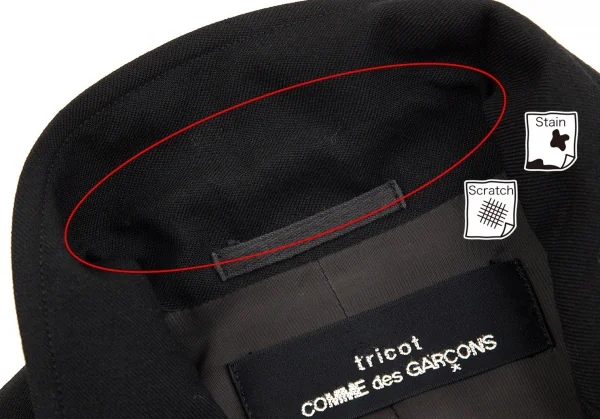 Stain
Scratch
tricot
COMME des GARÇONS